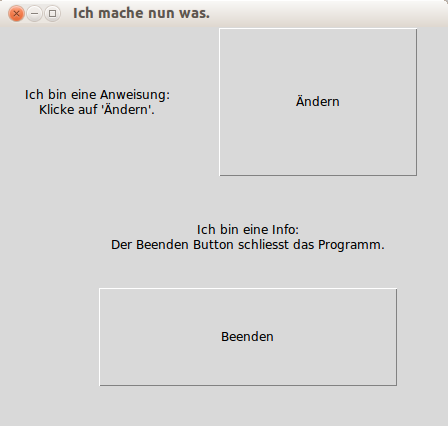 Ich mache nun was.
Ich bin eine Anweisung:
Klicke auf 'Ändern'.
Ändern
Ich bin eine Info:
Der Beenden Button schliesst das Programm.
Beenden